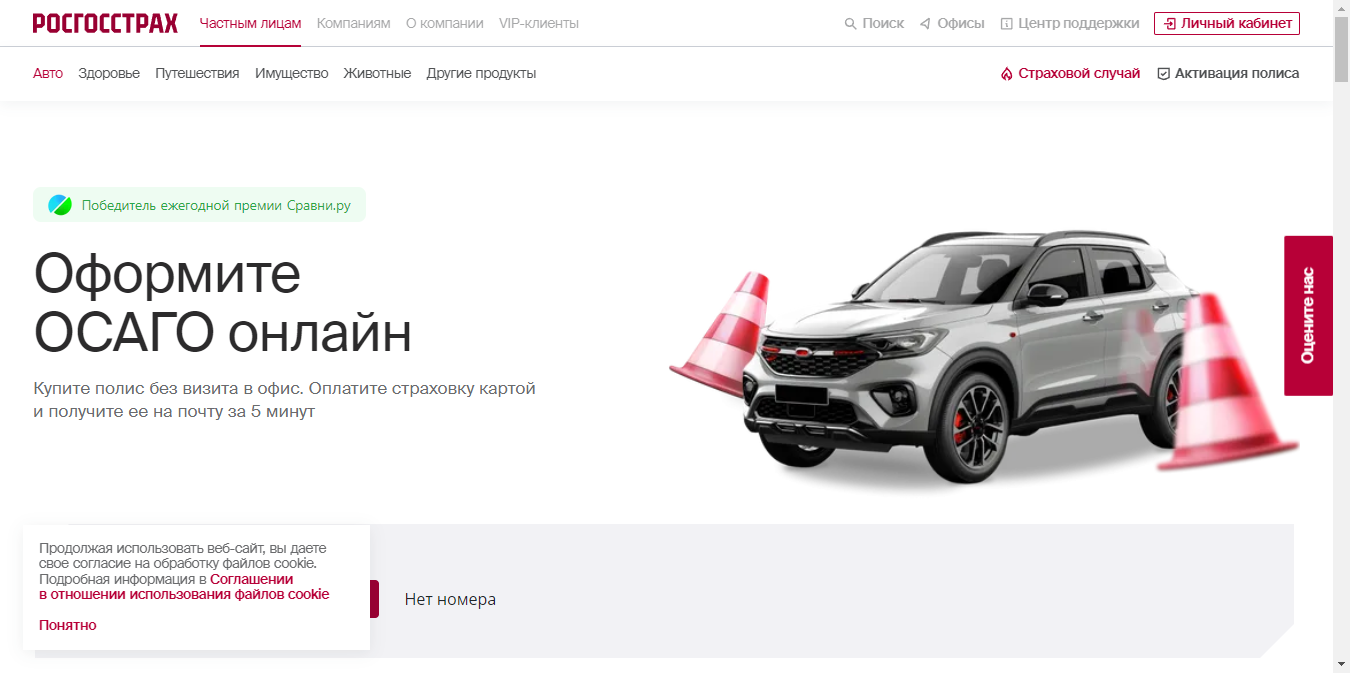 РОСГОССТРАХ Частным лицам Компаниям О компании VIP-клиенты Поиск Офисы Центр поддержки Личный кабинет
Авто Здоровье Путешествия Имущество Животные Другие продукты Страховой случай Активация полиса
Победитель ежегодной премии Сравни.ру
Оформите
ОСАГО онлайн
Купите полис без визита в офис. Оплатите страховку картой
и получите ее на почту за 5 минут
Оцените нас
Продолжая использовать веб-сайт, вы даете
свое согласие на обработку файлов cookie.
Подробная информация в Соглашении
в отношении использования файлов cookie
Понятно
Нет номера